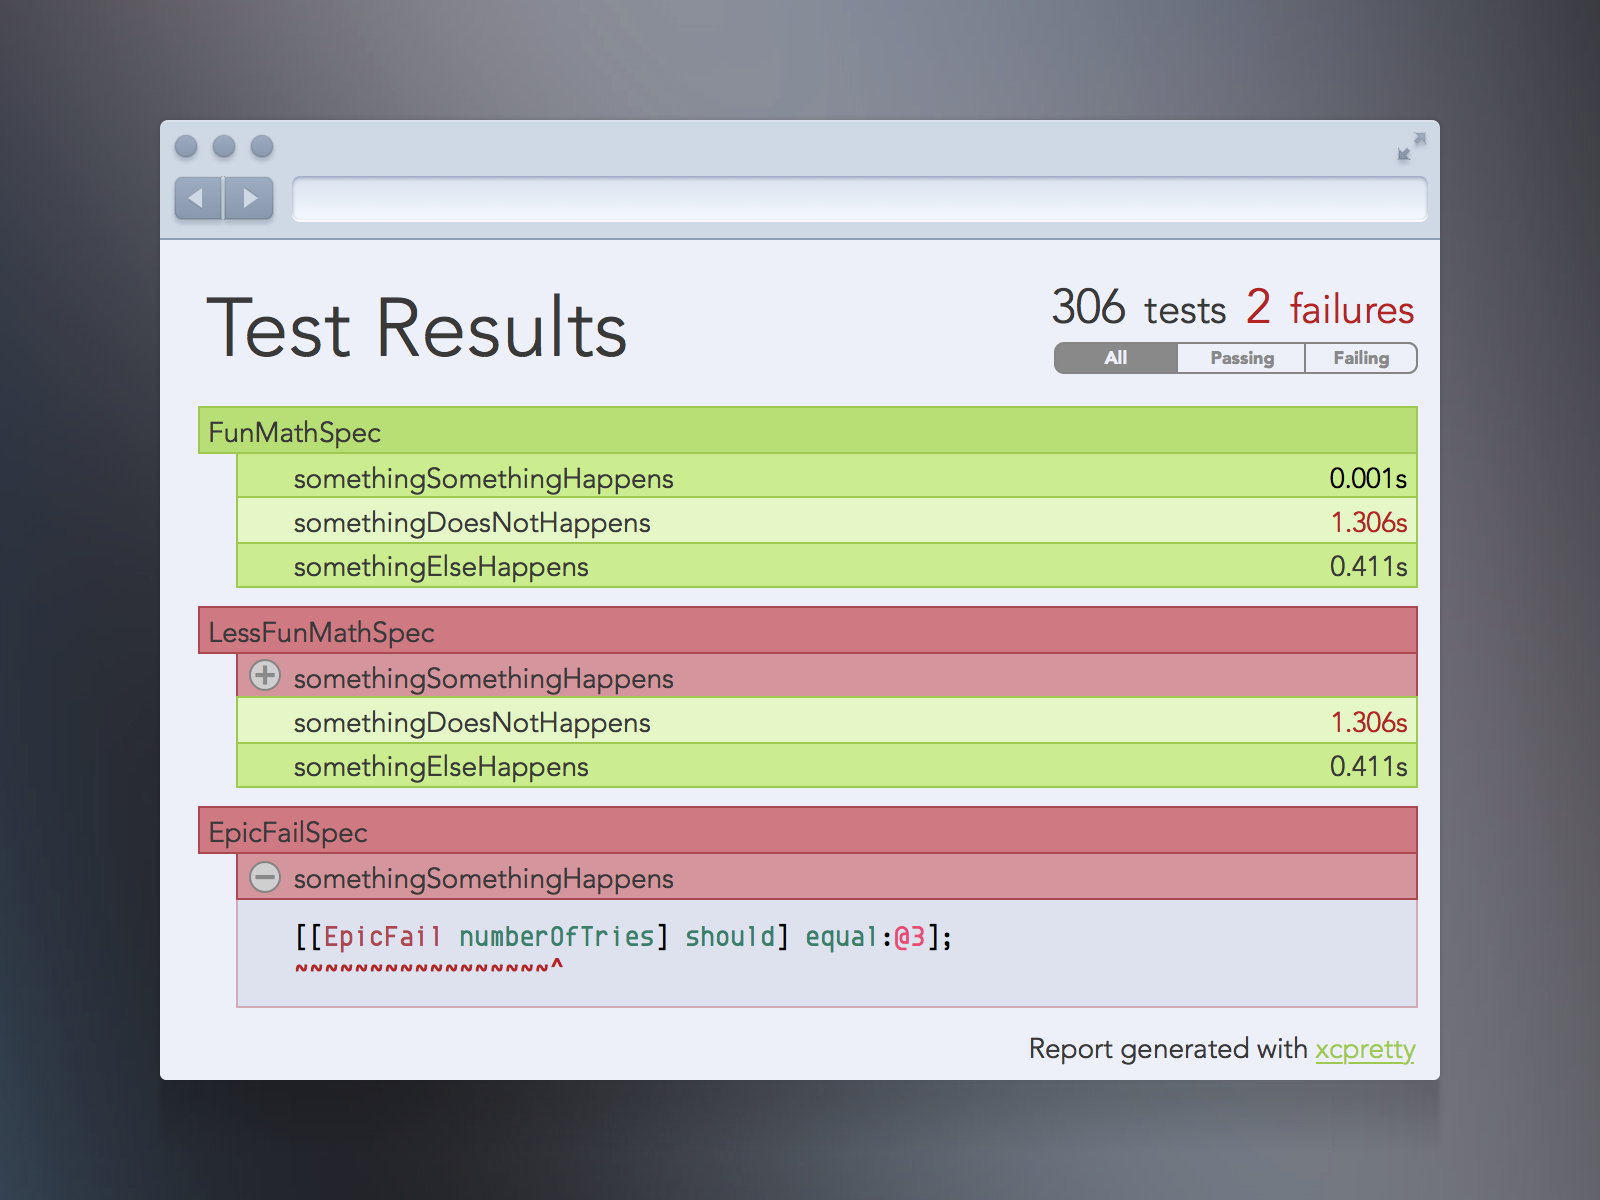 Test Results
306 tests 2 failures
All Passing Failing
FunMathSpec
somethingSomethingHappens 0.001s
somethingDoesNotHappens 1.306s
somethingElseHappens 0.411s
LessFunMathSpec
somethingSomethingHappens
somethingDoesNotHappens 1.306s
somethingElseHappens 0.411s
EpicFailSpec
somethingSomethingHappens
[[EpicFail numberOfTries] should] equal:@3];
~~~~~~~~~~~~~~~~~^
Report generated with xcpretty